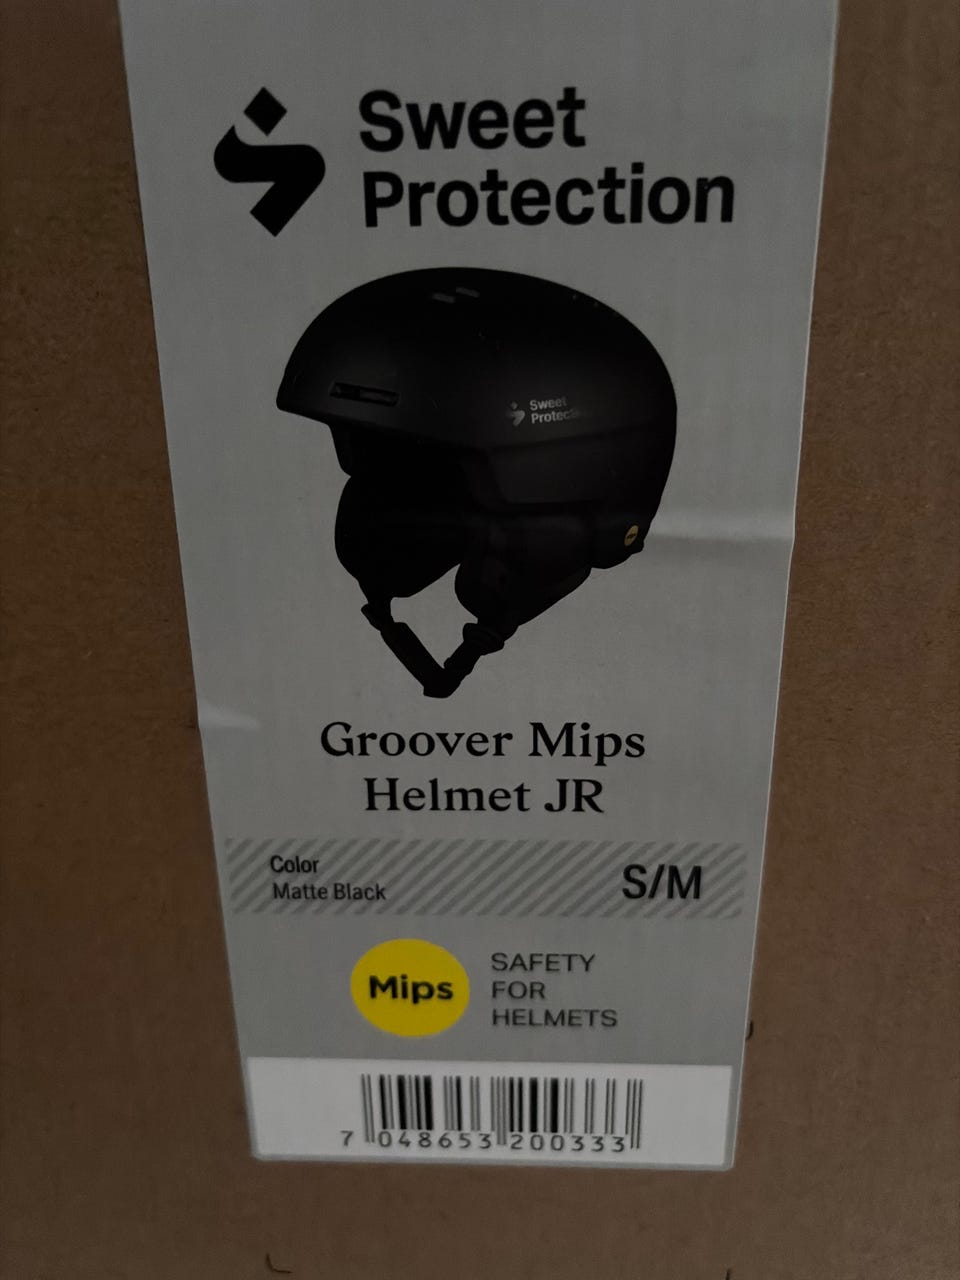 Sweet
Protection
Sweet
Protection
Groover Mips
Helmet JR
Color
Matte Black
S/M
Mips
SAFETY
FOR
HELMETS
7 048653 200333